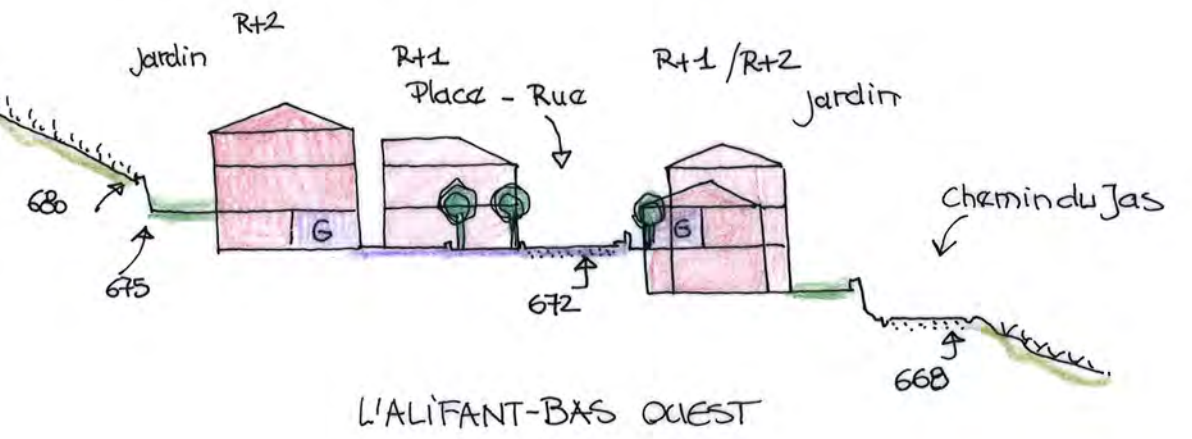 R+2
Jardin
R+1
Place - Rue
R+1 / R+2
Jardin
680
G
G
Chemin du Jas
675
672
668
L'ALIFANT-BAS OUEST